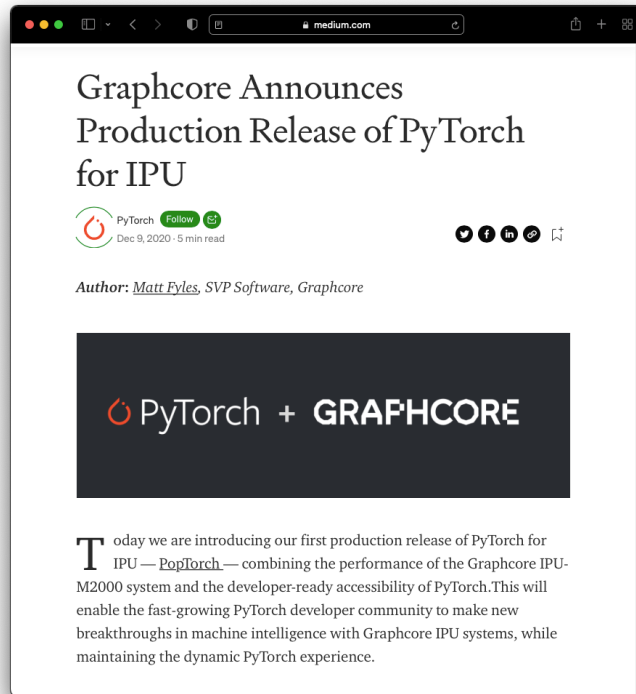 medium.com
Graphcore Announces
Production Release of PyTorch
for IPU
PyTorch Follow
Dec 9, 2020 · 5 min read
Author: Matt Fyles, SVP Software, Graphcore
PyTorch + GRAPHCORE
Today we are introducing our first production release of PyTorch for
IPU — PopTorch — combining the performance of the Graphcore IPU-
M2000 system and the developer-ready accessibility of PyTorch.This will
enable the fast-growing PyTorch developer community to make new
breakthroughs in machine intelligence with Graphcore IPU systems, while
maintaining the dynamic PyTorch experience.